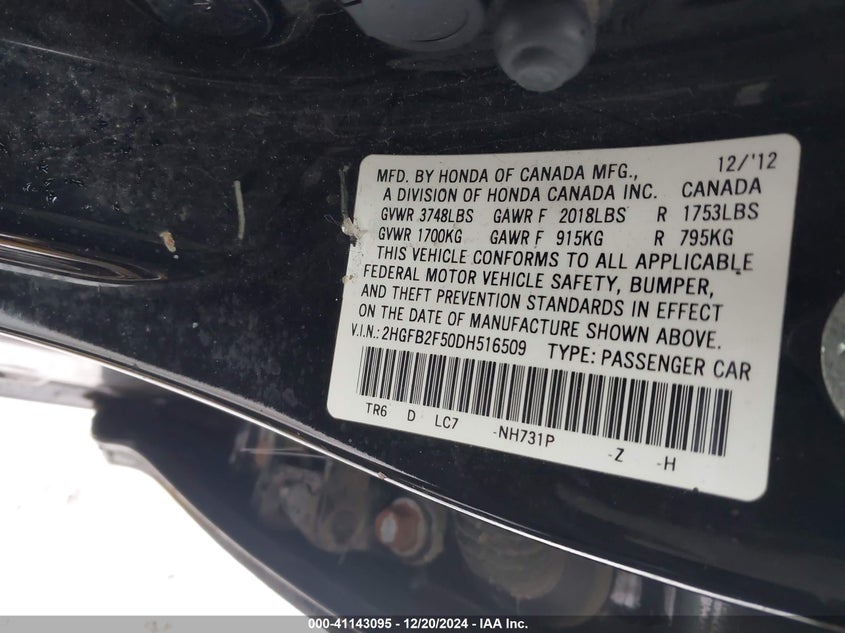 MFD. BY HONDA OF CANADA MFG., 12/'12
A DIVISION OF HONDA CANADA INC. CANADA
GVWR 3748LBS GAWR F 2018LBS R 1753LBS
GVWR 1700KG GAWR F 915KG R 795KG
THIS VEHICLE CONFORMS TO ALL APPLICABLE
FEDERAL MOTOR VEHICLE SAFETY, BUMPER,
AND THEFT PREVENTION STANDARDS IN EFFECT
ON THE DATE OF MANUFACTURE SHOWN ABOVE.
V.I.N.: 2HGFB2F50DH516509 TYPE: PASSENGER CAR
TR6 D LC7 -NH731P -Z -H
000-41143095 - 12/20/2024 - IAA Inc.